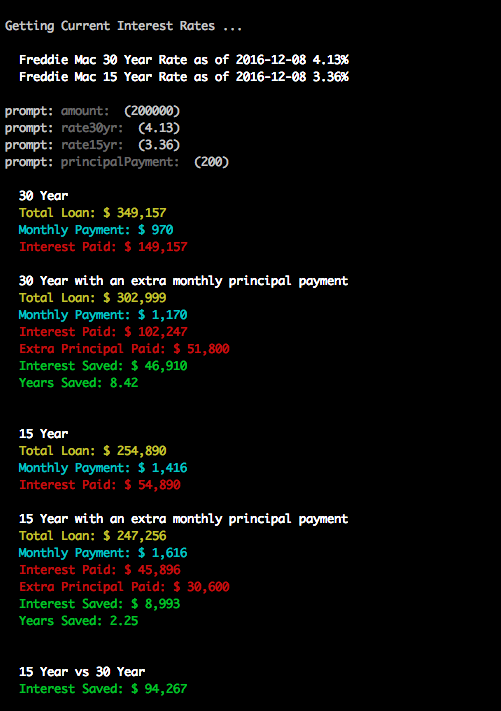 Getting Current Interest Rates ...
Freddie Mac 30 Year Rate as of 2016-12-08 4.13%
Freddie Mac 15 Year Rate as of 2016-12-08 3.36%
prompt: amount:  (200000)
prompt: rate30yr:  (4.13)
prompt: rate15yr:  (3.36)
prompt: principalPayment:  (200)
30 Year
Total Loan: $ 349,157
Monthly Payment: $ 970
Interest Paid: $ 149,157
30 Year with an extra monthly principal payment
Total Loan: $ 302,999
Monthly Payment: $ 1,170
Interest Paid: $ 102,247
Extra Principal Paid: $ 51,800
Interest Saved: $ 46,910
Years Saved: 8.42
15 Year
Total Loan: $ 254,890
Monthly Payment: $ 1,416
Interest Paid: $ 54,890
15 Year with an extra monthly principal payment
Total Loan: $ 247,256
Monthly Payment: $ 1,616
Interest Paid: $ 45,896
Extra Principal Paid: $ 30,600
Interest Saved: $ 8,993
Years Saved: 2.25
15 Year vs 30 Year
Interest Saved: $ 94,267